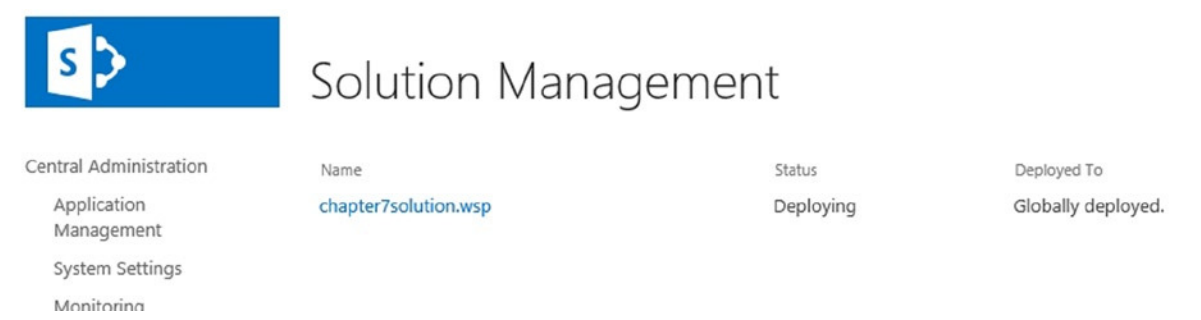 S
Solution Management
Central Administration
Application
Management
System Settings
Monitoring
Name Status Deployed To
chapter7solution.wsp Deploying Globally deployed.